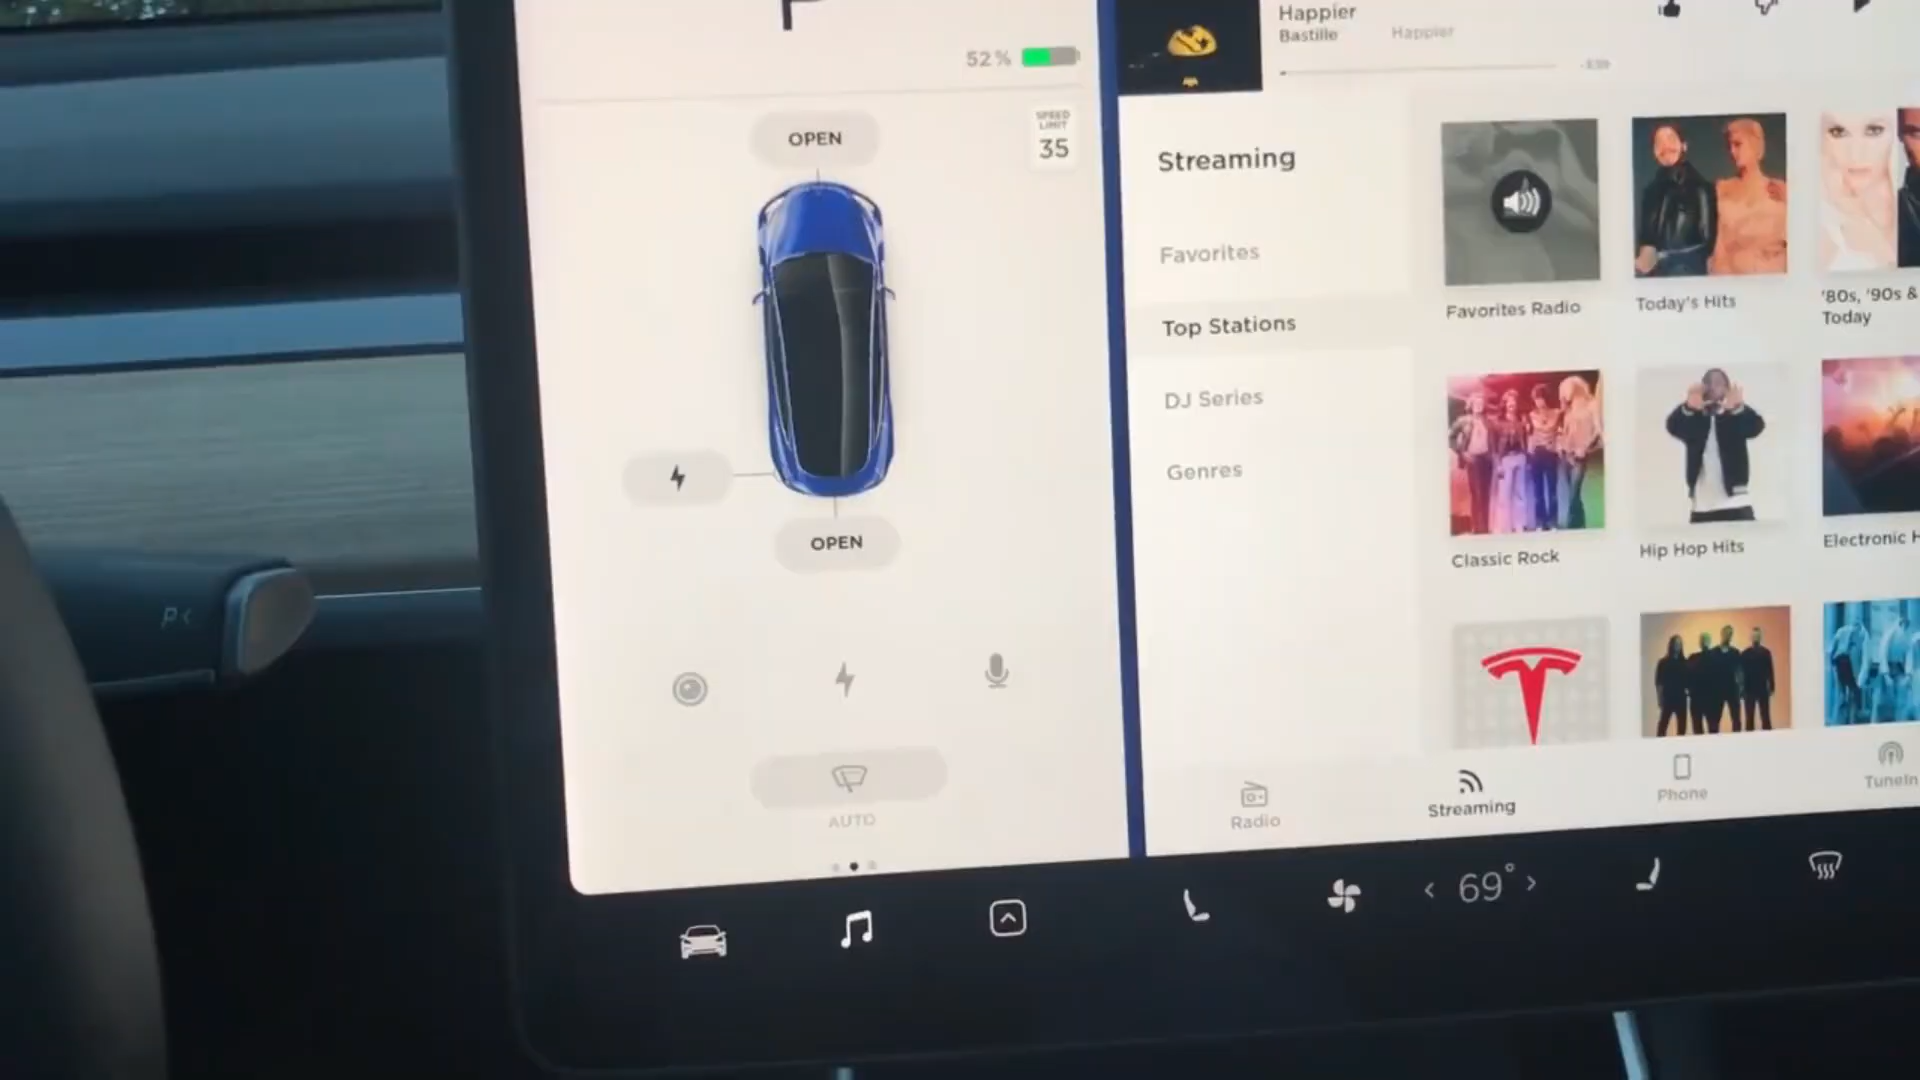 P
52%
OPEN
SPEED
LIMIT
35
OPEN
AUTO
Happier
Bastille
Happier
Streaming
Favorites
Top Stations
DJ Series
Genres
Favorites Radio
Today's Hits
'80s, '90s &
Today
Classic Rock
Hip Hop Hits
Electronic H
Radio
Streaming
Phone
TuneIn
69°
P<